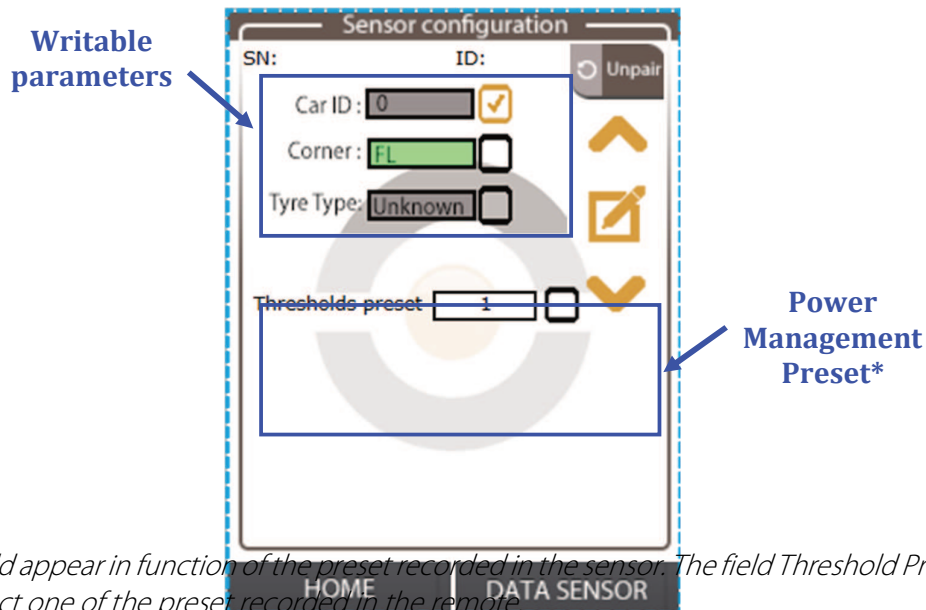 Sensor configuration
Writable
parameters
SN: ID:
Unpair
Car ID : 0
Corner : FL
Tyre Type: Unknown
Thresholds preset 1
Power
Management
Preset*
appear in function of the preset recorded in the sensor. The field Threshold
one of the preset recorded in the remote
HOME DATA SENSOR